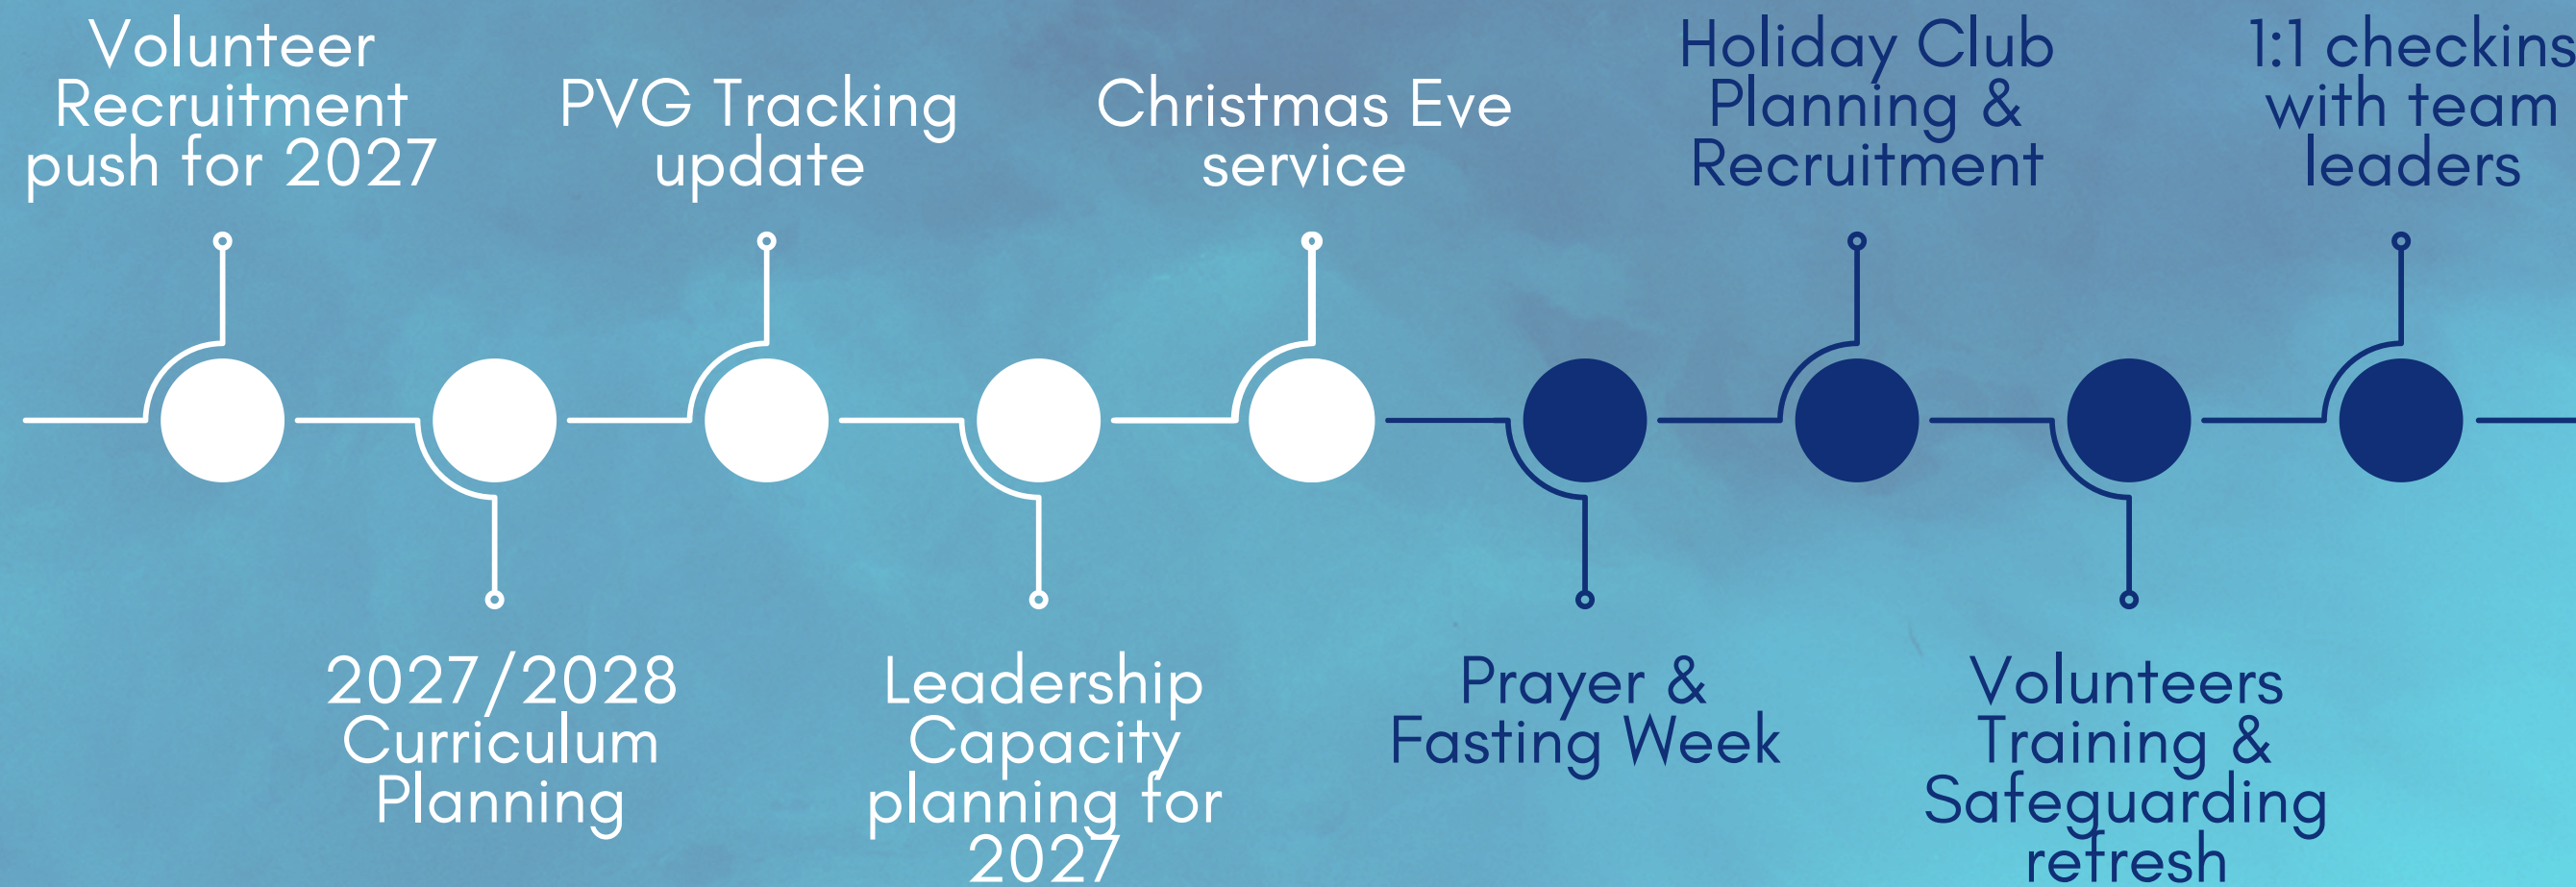 Volunteer
Recruitment
push for 2027
2027/2028
Curriculum
Planning
PVG Tracking
update
Leadership
Capacity
planning for
2027
Christmas Eve
service
Prayer &
Fasting Week
Holiday Club
Planning &
Recruitment
Volunteers
Training &
Safeguarding
refresh
1:1 checkins
with team
leaders